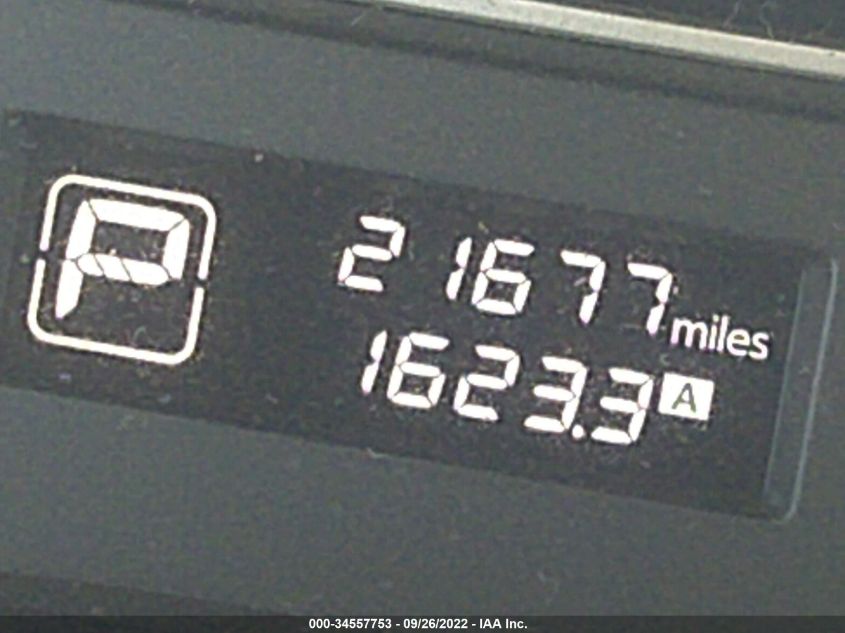 P
21677 miles
1623.3 A
000-34557753 - 09/26/2022 - IAA Inc.